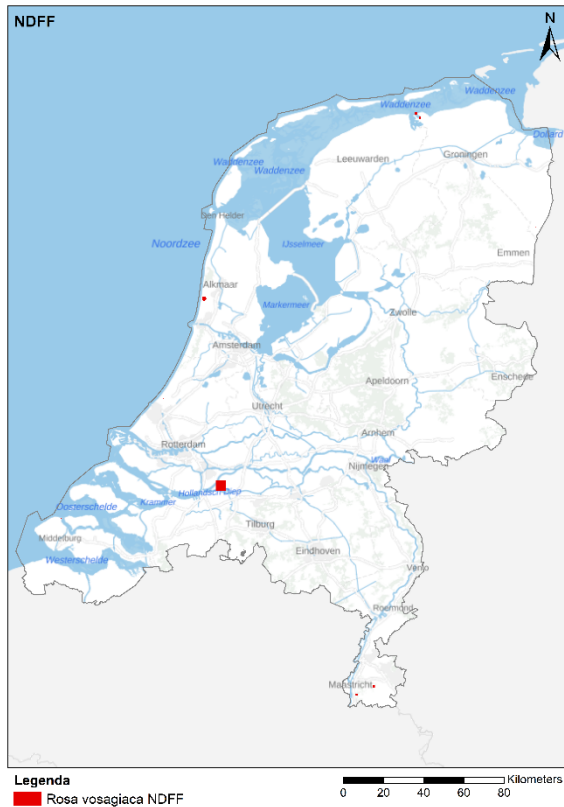 NDFF
N
Waddenzee
Waddenzee
Dollard
Leeuwarden
Groningen
Waddenzee
Waddenzee
Den Helder
Noordzee
IJsselmeer
Emmen
Alkmaar
Markermeer
Zwolle
Amsterdam
Enschede
Apeldoorn
Utrecht
Arnhem
Rotterdam
Waal
Nijmegen
Hollandsch Diep
Krammer
Oosterschelde
Tilburg
Middelburg
Eindhoven
Westerschelde
Venlo
Roermond
Maastricht
Legenda
Rosa vosagiaca NDFF
Kilometers
0 20 40 60 80